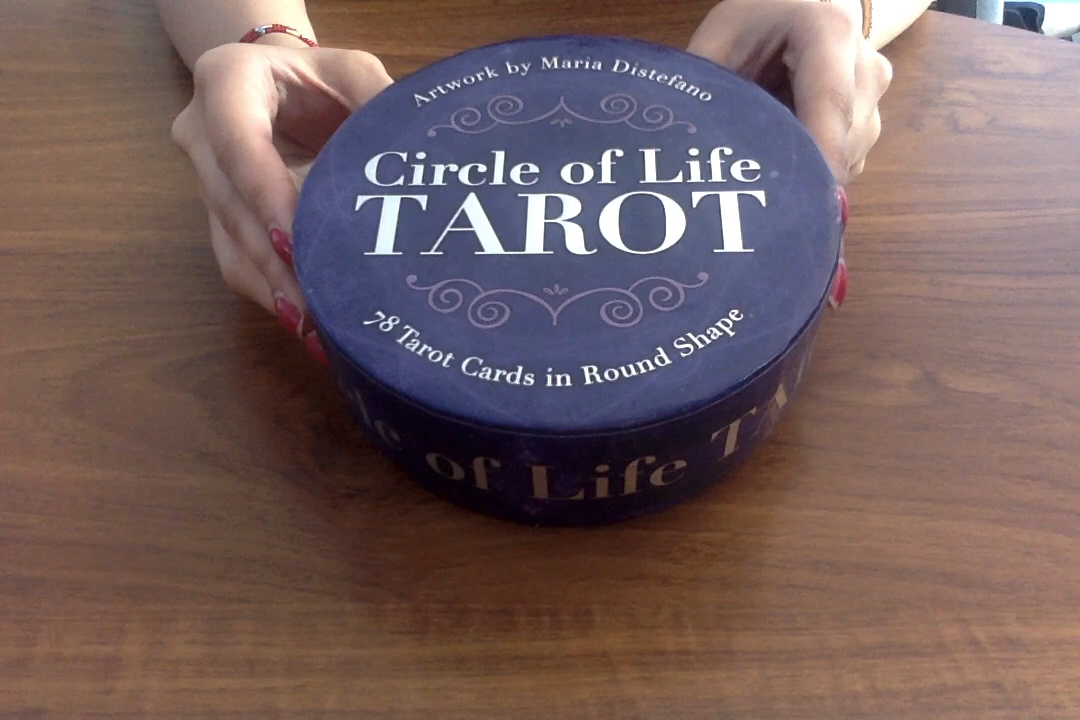 Artwork by Maria Distefano
Circle of Life
TAROT
78 Tarot Cards in Round Shape
of Life